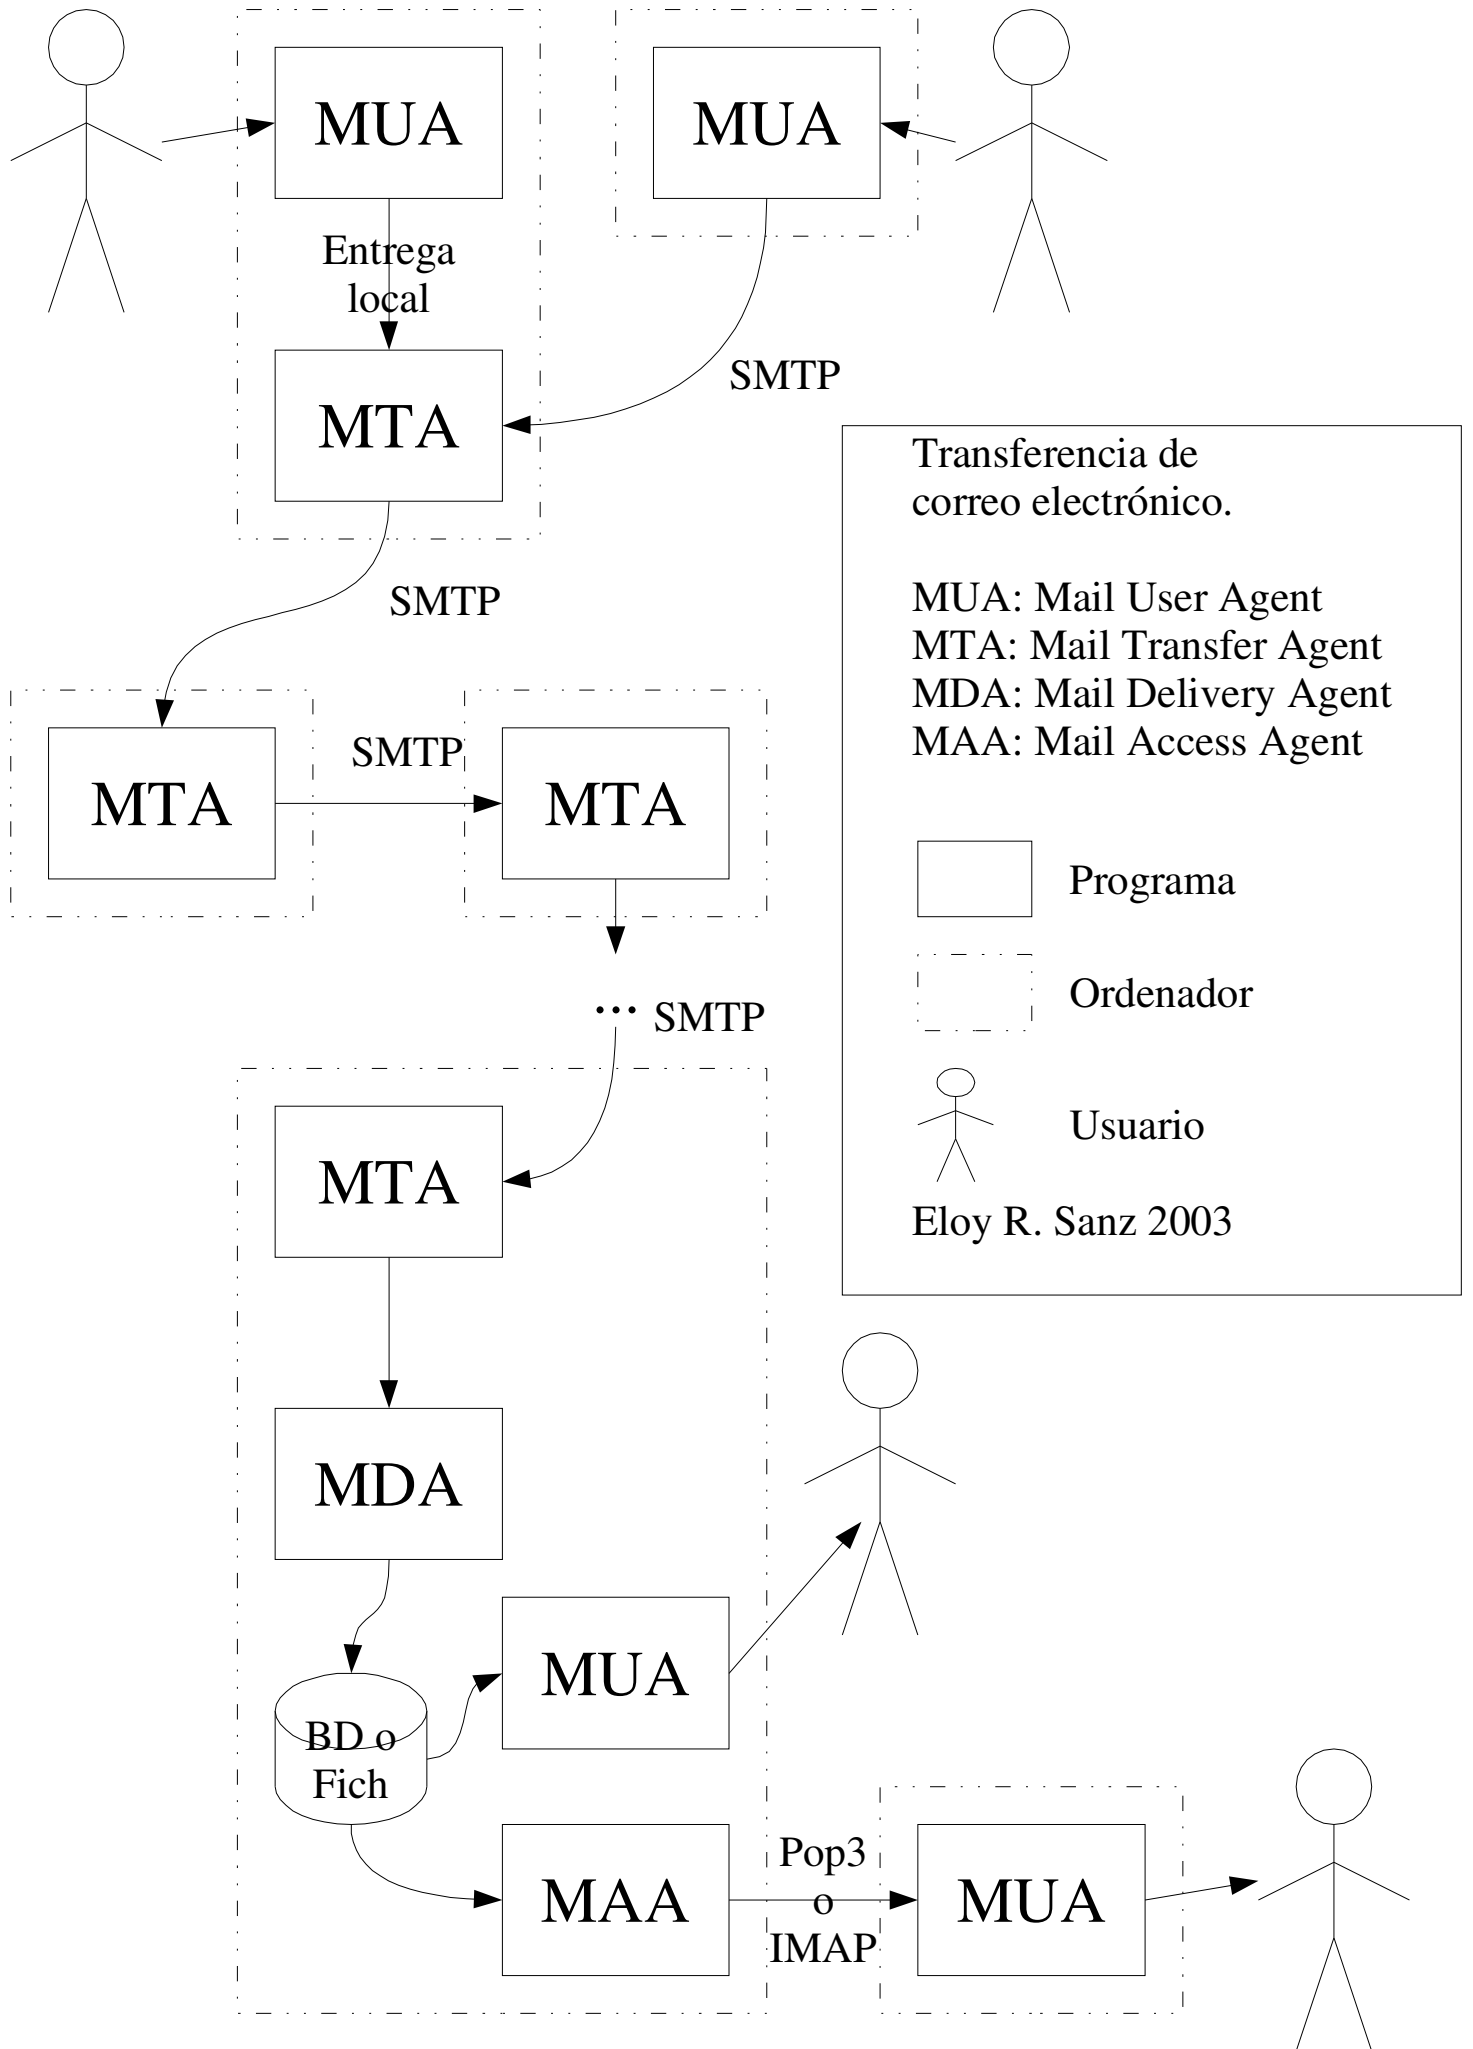 MUA
MUA
Entrega
local
SMTP
MTA
SMTP
MTA
SMTP
MTA
... SMTP
MTA
MDA
MUA
BD o
Fich
MAA
Pop3
o
IMAP
MUA
Transferencia de
correo electrónico.
MUA: Mail User Agent
MTA: Mail Transfer Agent
MDA: Mail Delivery Agent
MAA: Mail Access Agent
Programa
Ordenador
Usuario
Eloy R. Sanz 2003